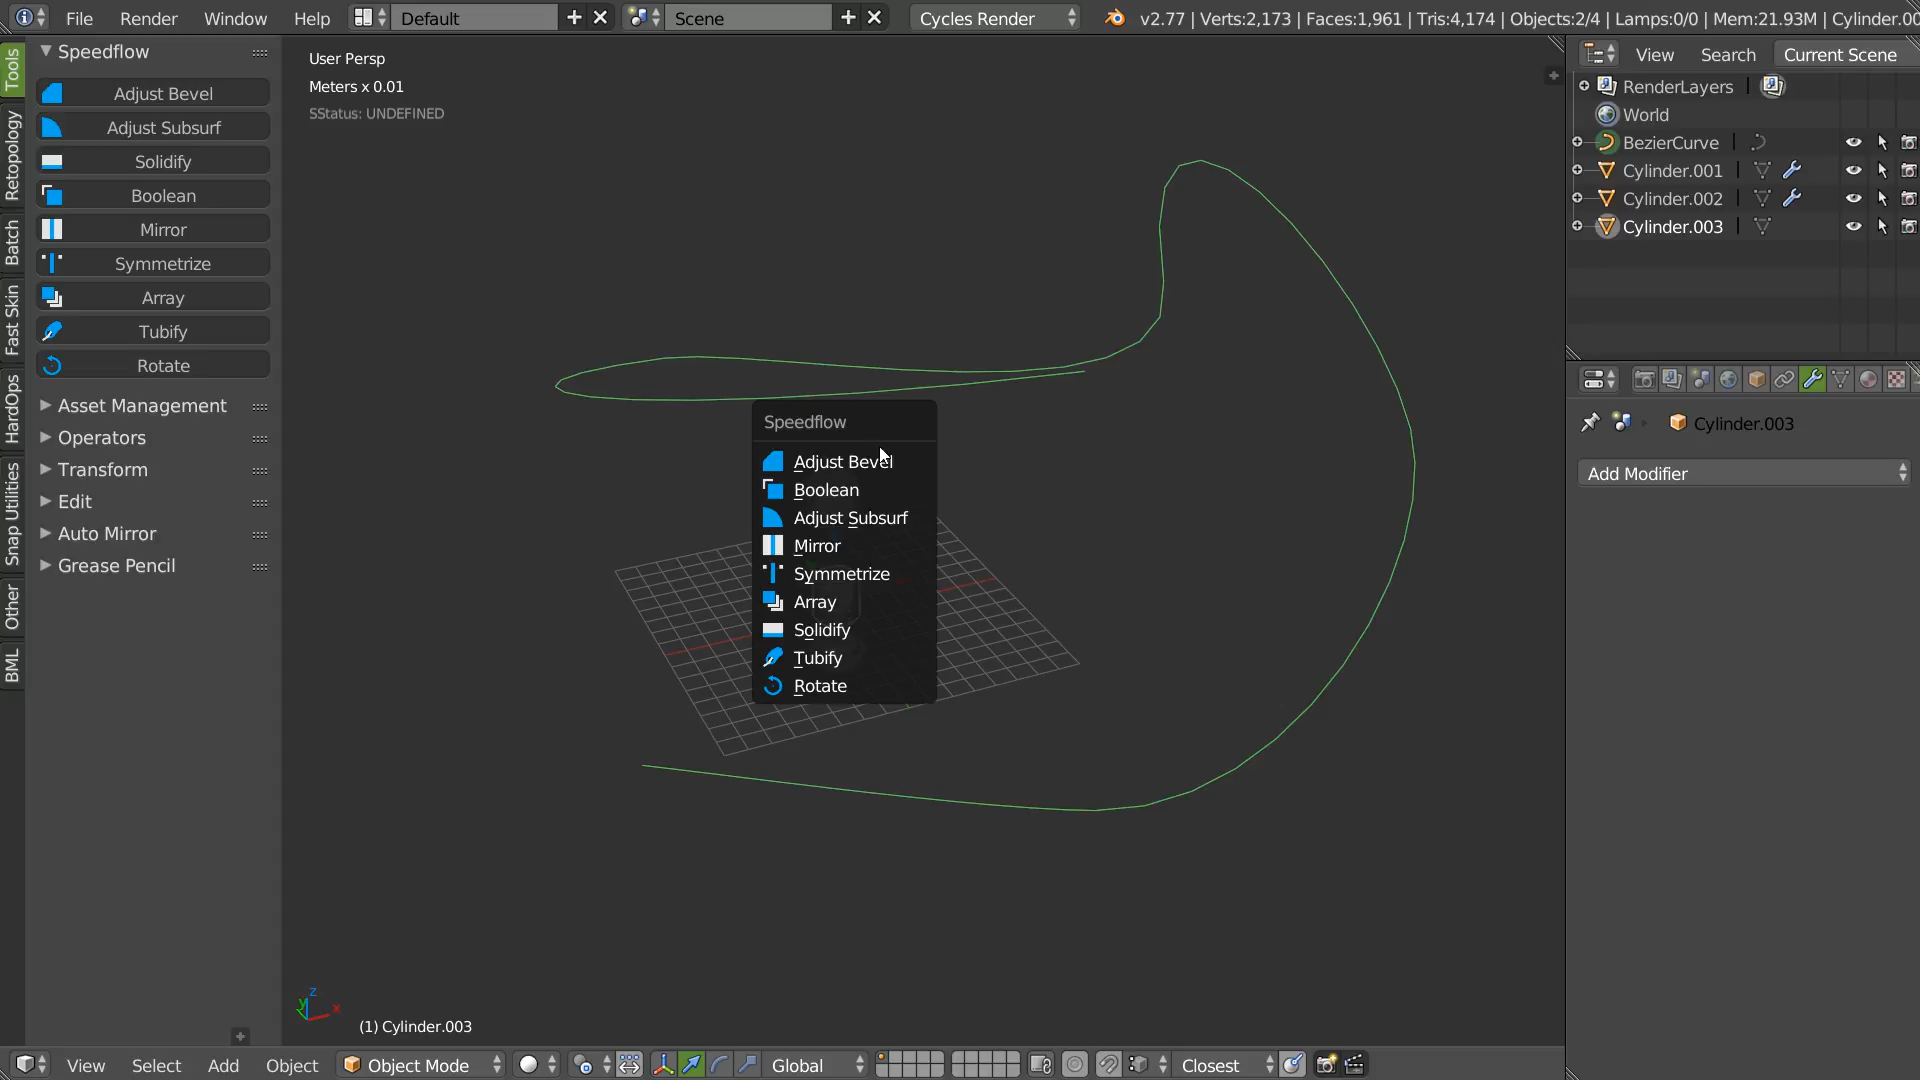 File Render Window Help Default Scene Cycles Render v2.77 | Verts:2,173 | Faces:1,961 | Tris:4,174 | Objects:2/4 | Lamps:0/0 | Mem:21.93M | Cylinder.00
Tools
Retopology
Batch
Fast Skin
HardOps
Snap Utilities
Other
BML
Speedflow
Adjust Bevel
Adjust Subsurf
Solidify
Boolean
Mirror
Symmetrize
Array
Tubify
Rotate
Asset Management
Operators
Transform
Edit
Auto Mirror
Grease Pencil
User Persp
Meters x 0.01
SStatus: UNDEFINED
Speedflow
Adjust Bevel
Boolean
Adjust Subsurf
Mirror
Symmetrize
Array
Solidify
Tubify
Rotate
z
y
x
(1) Cylinder.003
View Search Current Scene
RenderLayers
World
BezierCurve
Cylinder.001
Cylinder.002
Cylinder.003
Cylinder.003
Add Modifier
View Select Add Object Object Mode Global Closest